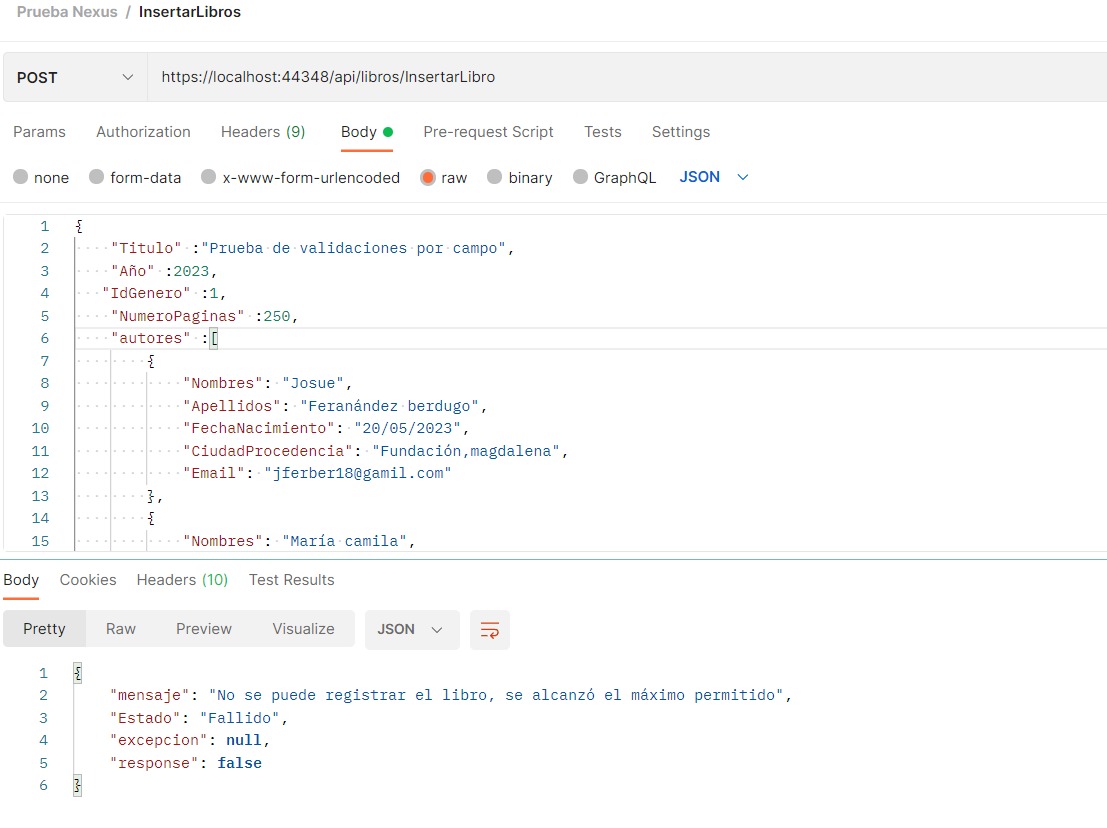 Prueba Nexus / InsertarLibros
POST https://localhost:44348/api/libros/InsertarLibro
Params Authorization Headers (9) Body Pre-request Script Tests Settings
none form-data x-www-form-urlencoded raw binary GraphQL JSON
1 {
2 "Titulo" :"Prueba de validaciones por campo",
3 "Año" :2023,
4 "IdGenero" :1,
5 "NumeroPaginas" :250,
6 "autores" :[
7 {
8 "Nombres": "Josue",
9 "Apellidos": "Feranández berdugo",
10 "FechaNacimiento": "20/05/2023",
11 "CiudadProcedencia": "Fundación,magdalena",
12 "Email": "jferber18@gamil.com"
13 },
14 {
15 "Nombres": "María camila",
Body Cookies Headers (10) Test Results
Pretty Raw Preview Visualize JSON
1 {
2 "mensaje": "No se puede registrar el libro, se alcanzó el máximo permitido",
3 "Estado": "Fallido",
4 "excepcion": null,
5 "response": false
6 }